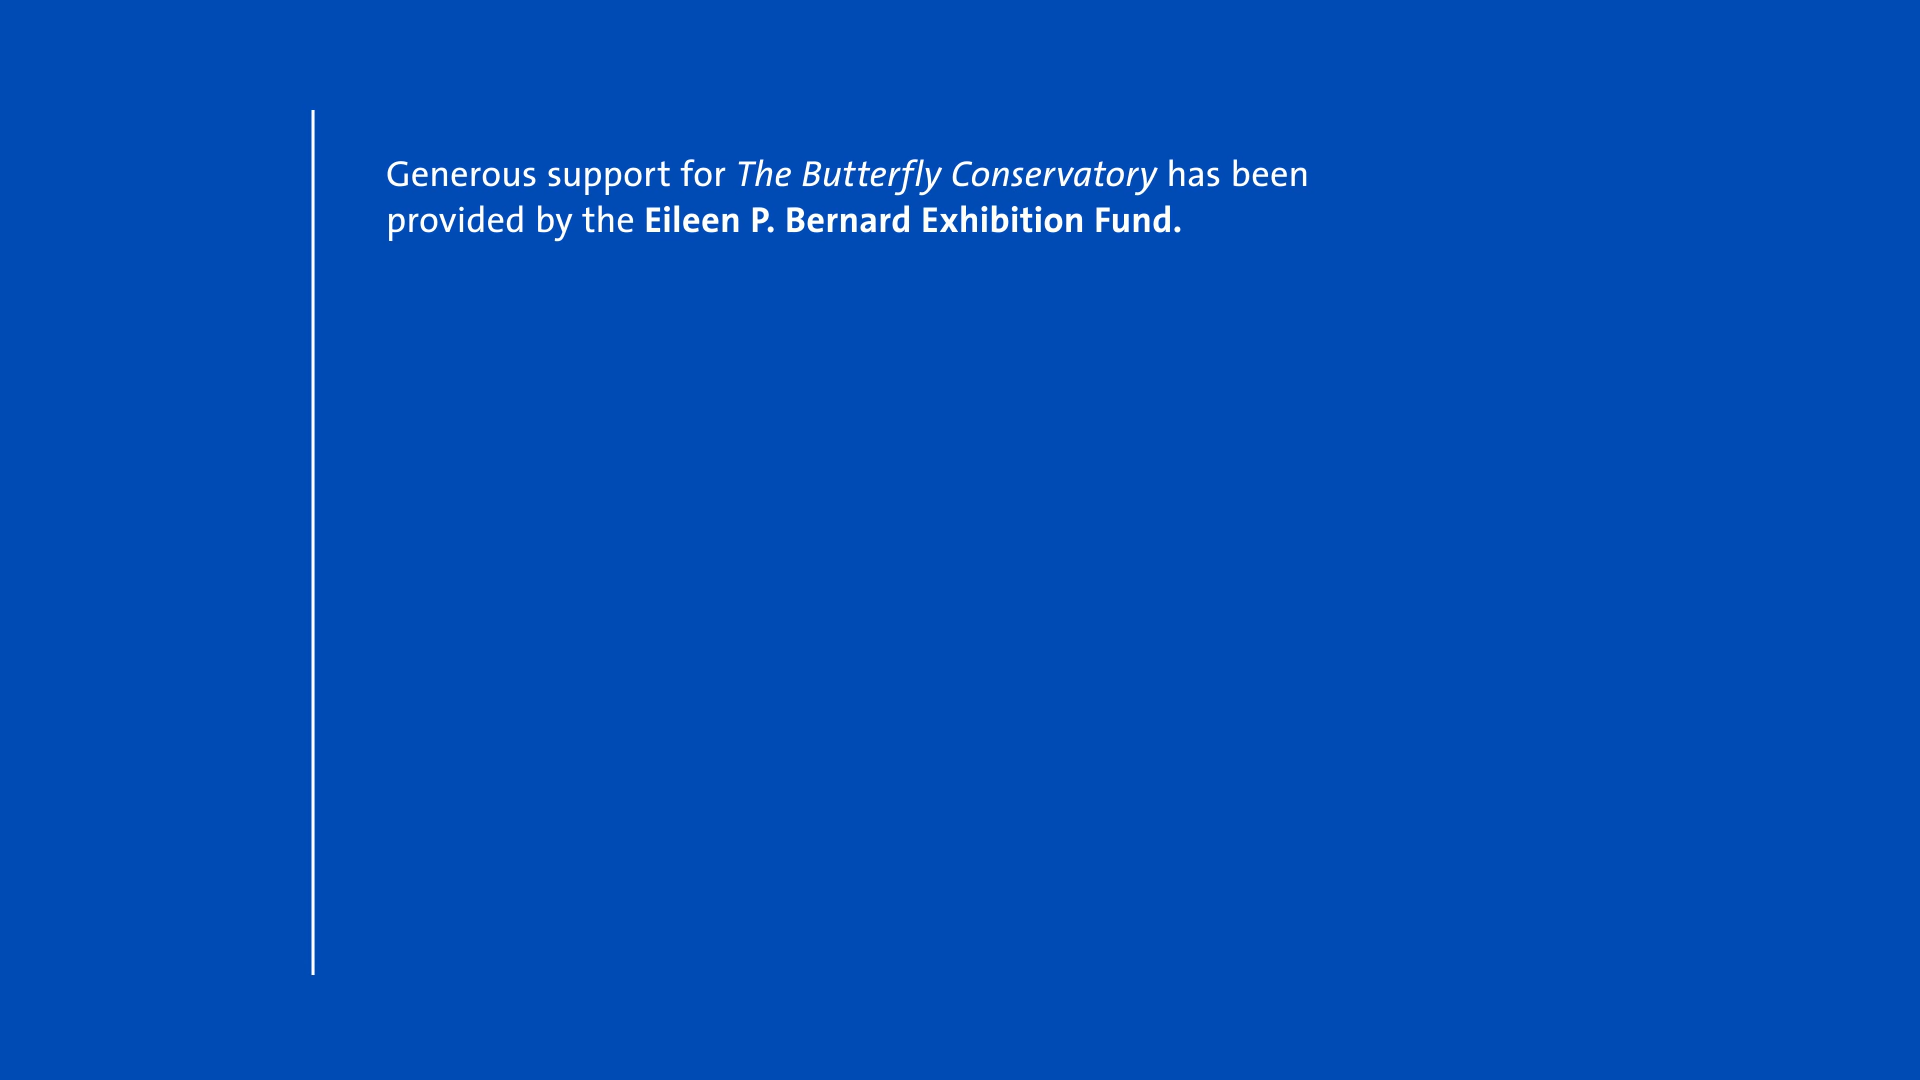 Generous support for The Butterfly Conservatory has been
provided by the Eileen P. Bernard Exhibition Fund.